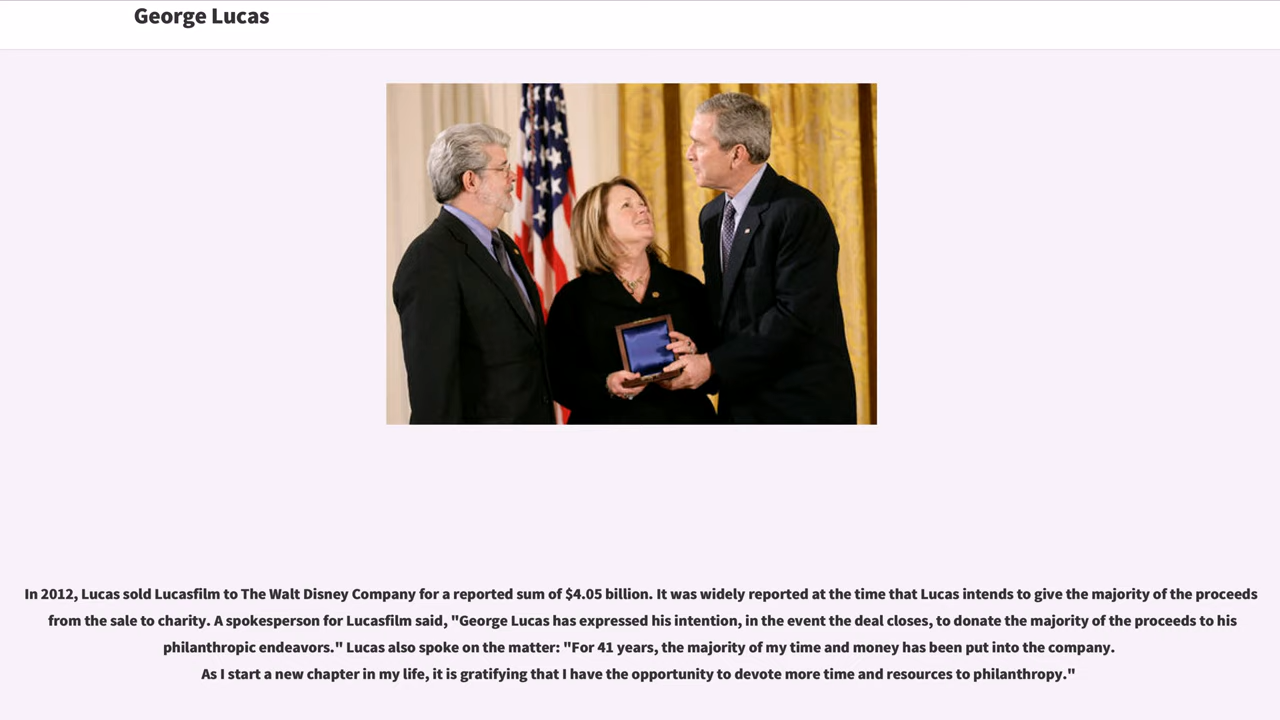 George Lucas
In 2012, Lucas sold Lucasfilm to The Walt Disney Company for a reported sum of $4.05 billion. It was widely reported at the time that Lucas intends to give the majority of the proceeds
from the sale to charity. A spokesperson for Lucasfilm said, "George Lucas has expressed his intention, in the event the deal closes, to donate the majority of the proceeds to his
philanthropic endeavors." Lucas also spoke on the matter: "For 41 years, the majority of my time and money has been put into the company.
As I start a new chapter in my life, it is gratifying that I have the opportunity to devote more time and resources to philanthropy."